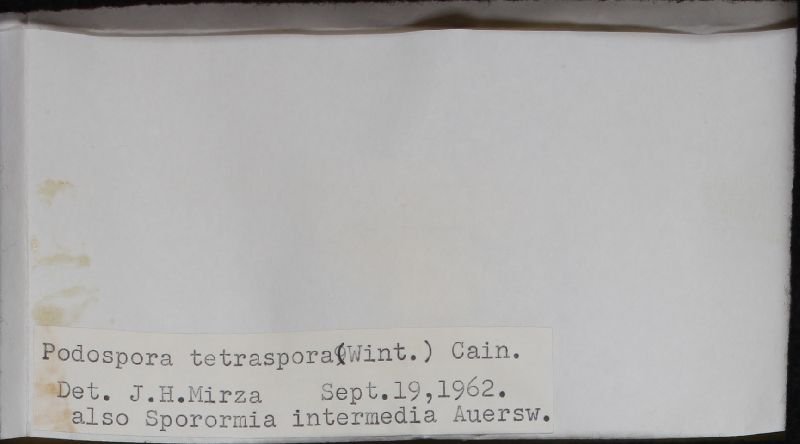 Podospora tetraspora(Wint.) Cain.
Det. J.H.Mirza Sept.19,1962.
also Sporormia intermedia Auersw.